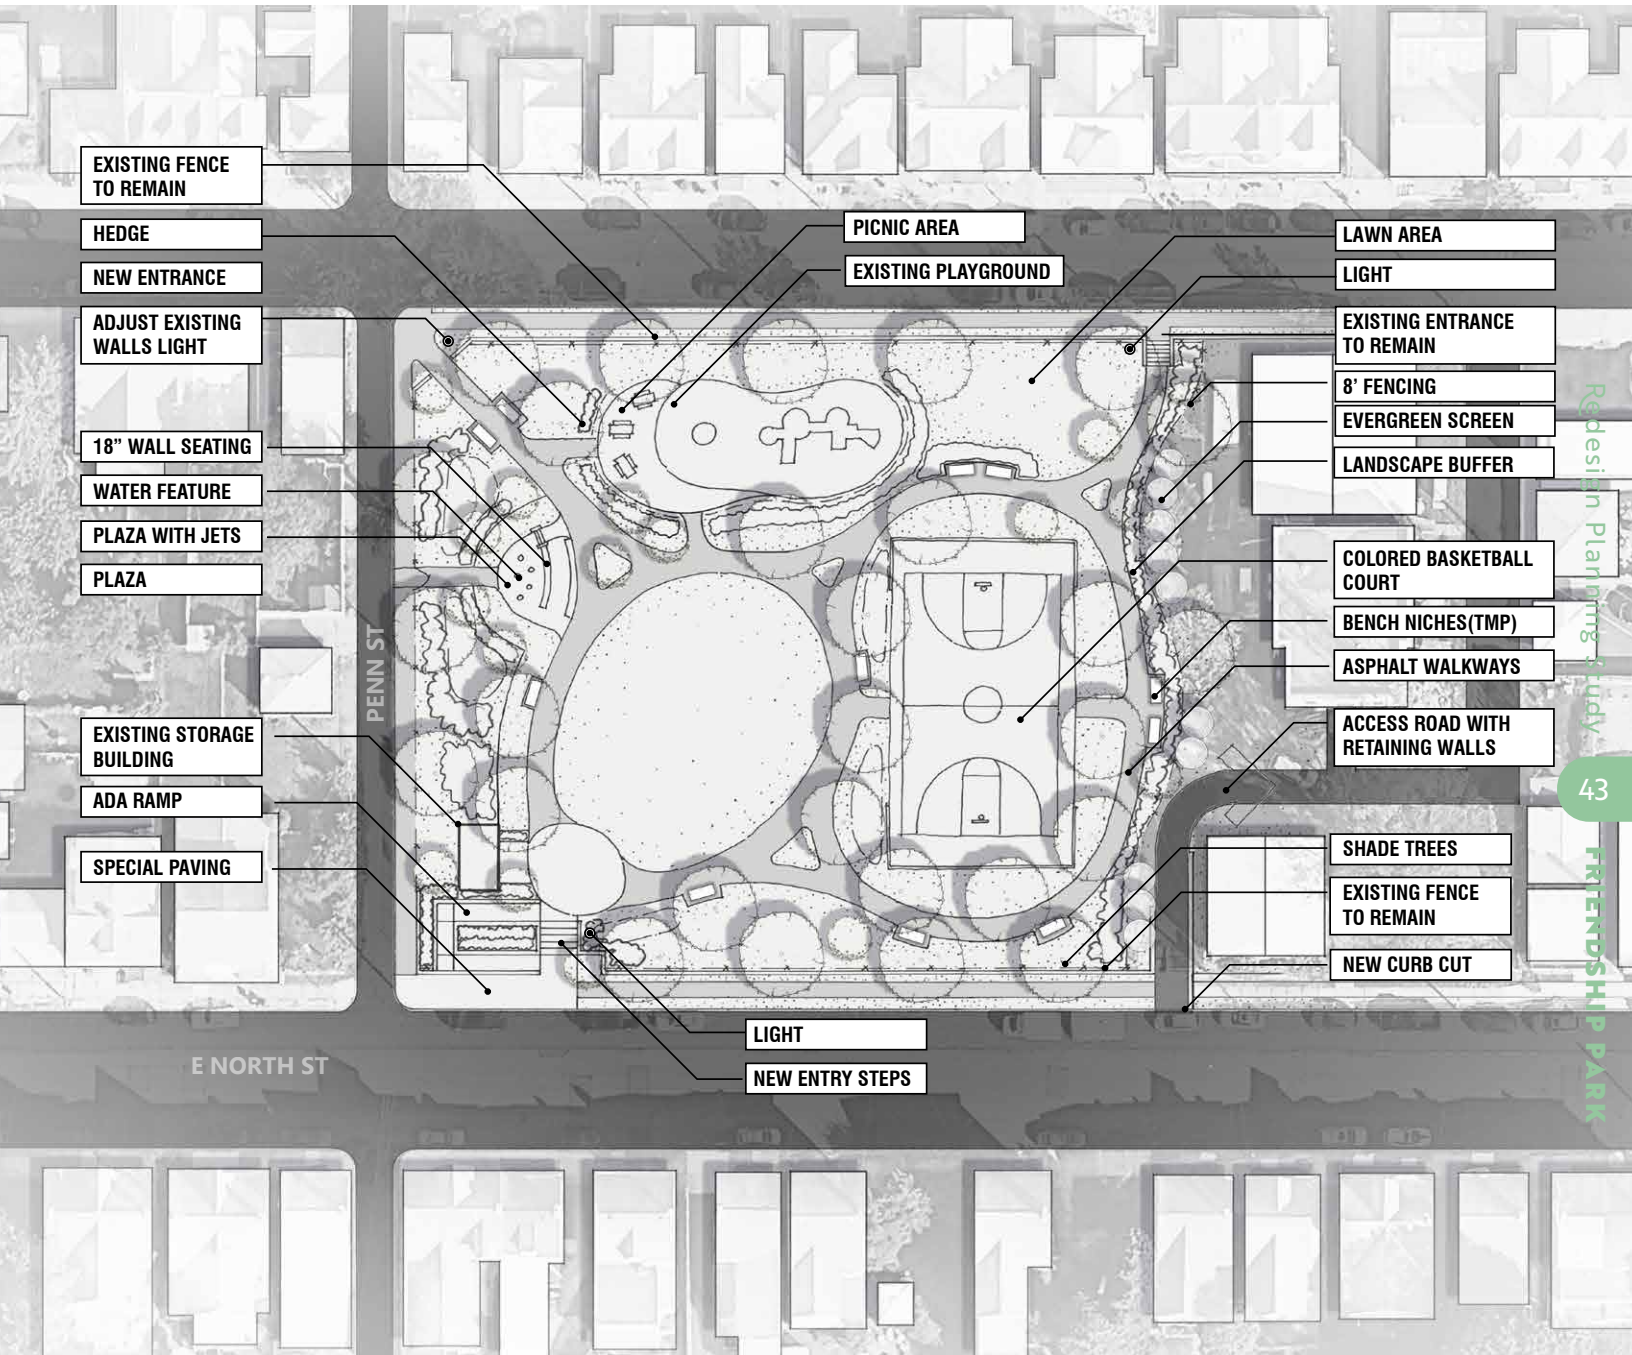 EXISTING FENCE
TO REMAIN
HEDGE
NEW ENTRANCE
ADJUST EXISTING
WALLS LIGHT
18” WALL SEATING
WATER FEATURE
PLAZA WITH JETS
PLAZA
EXISTING STORAGE
BUILDING
ADA RAMP
SPECIAL PAVING
PICNIC AREA
EXISTING PLAYGROUND
LAWN AREA
LIGHT
EXISTING ENTRANCE
TO REMAIN
8’ FENCING
EVERGREEN SCREEN
LANDSCAPE BUFFER
COLORED BASKETBALL
COURT
BENCH NICHES(TMP)
ASPHALT WALKWAYS
ACCESS ROAD WITH
RETAINING WALLS
SHADE TREES
EXISTING FENCE
TO REMAIN
NEW CURB CUT
LIGHT
NEW ENTRY STEPS
PENN ST
E NORTH ST
Redesign Planning Study
43
FRIENDSHIP PARK